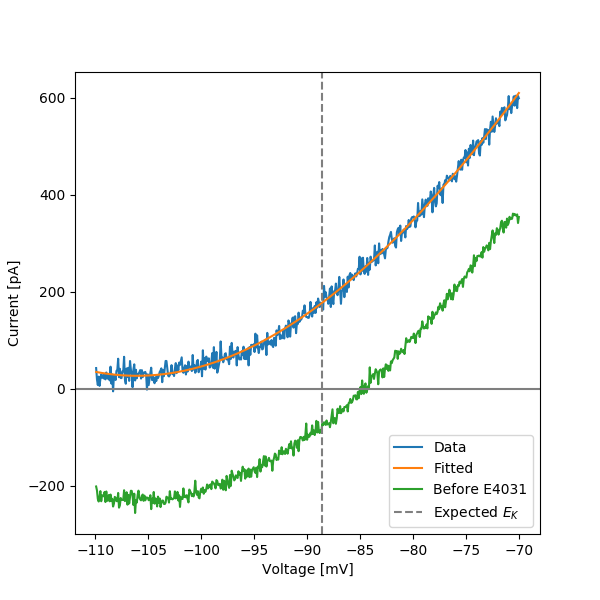 600
400
200
0
−200
Current [pA]
−110 −105 −100 −95 −90 −85 −80 −75 −70
Voltage [mV]
Data
Fitted
Before E4031
Expected E_K